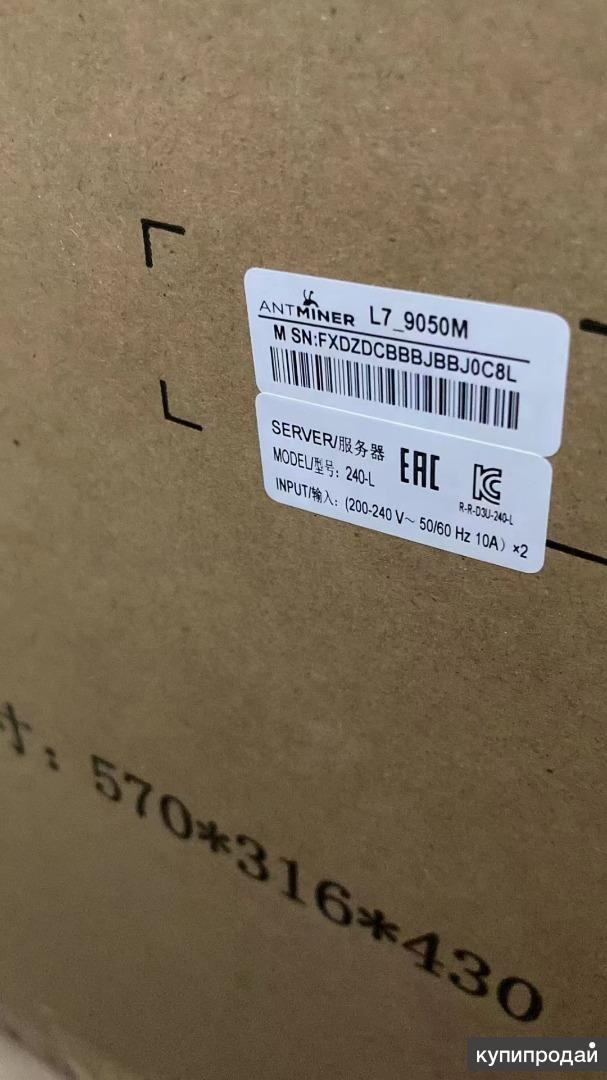 ANTMINER L7_9050M
M SN:FXDZDCBBBJBBJ0C8L
SERVER/服务器
MODEL/型号: 240-L
EAC
R-R-D3U-240-L
INPUT/输入: (200-240 V~ 50/60 Hz 10A) ×2
寸: 570*316*430
купипродай